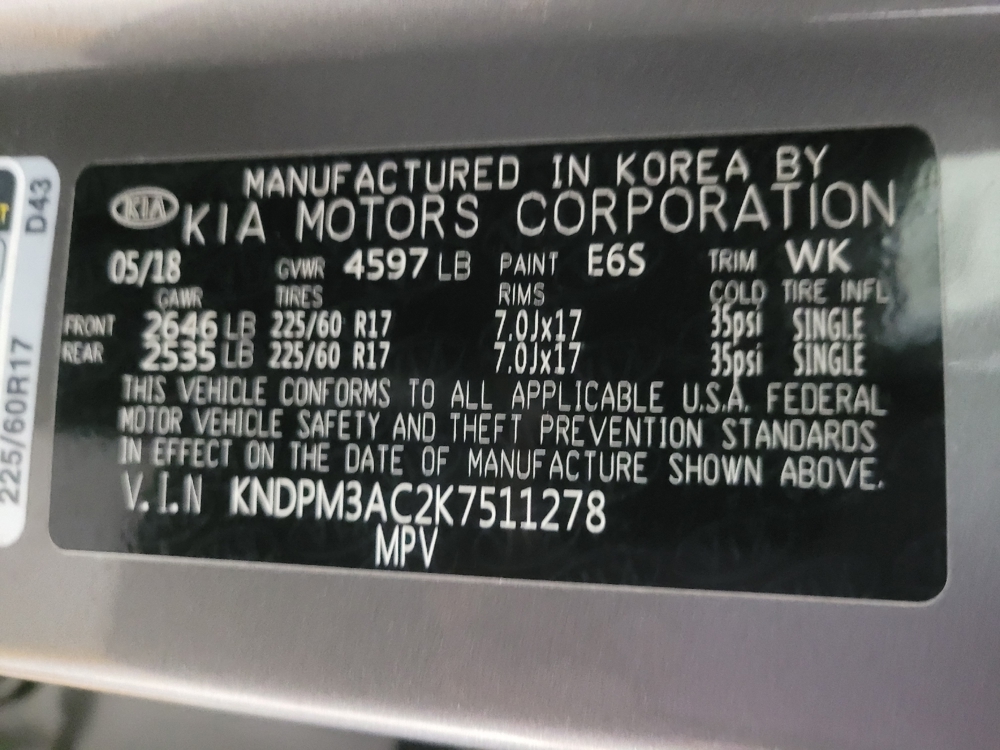 MANUFACTURED IN KOREA BY
KIA KIA MOTORS CORPORATION
05/18 GVWR 4597 LB PAINT E6S TRIM WK
GAWR TIRES RIMS COLD TIRE INFL
FRONT 2646 LB 225/60 R17 7.0Jx17 35psi SINGLE
REAR 2535 LB 225/60 R17 7.0Jx17 35psi SINGLE
THIS VEHICLE CONFORMS TO ALL APPLICABLE U.S.A. FEDERAL
MOTOR VEHICLE SAFETY AND THEFT PREVENTION STANDARDS
IN EFFECT ON THE DATE OF MANUFACTURE SHOWN ABOVE.
V.I.N KNDPM3AC2K7511278
MPV
225/60R17 D43